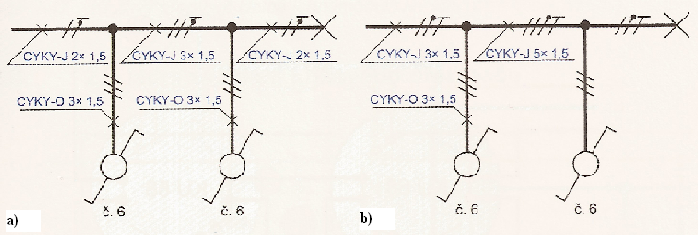 CYKY-J 2× 1,5 CYKY-J 3× 1,5 CYKY-J 2× 1,5 CYKY-J 3× 1,5 CYKY-J 5× 1,5
CYKY-O 3× 1,5 CYKY-O 3× 1,5 CYKY-O 3× 1,5
a) č. 6 č. 6 b) č. 6 č. 6